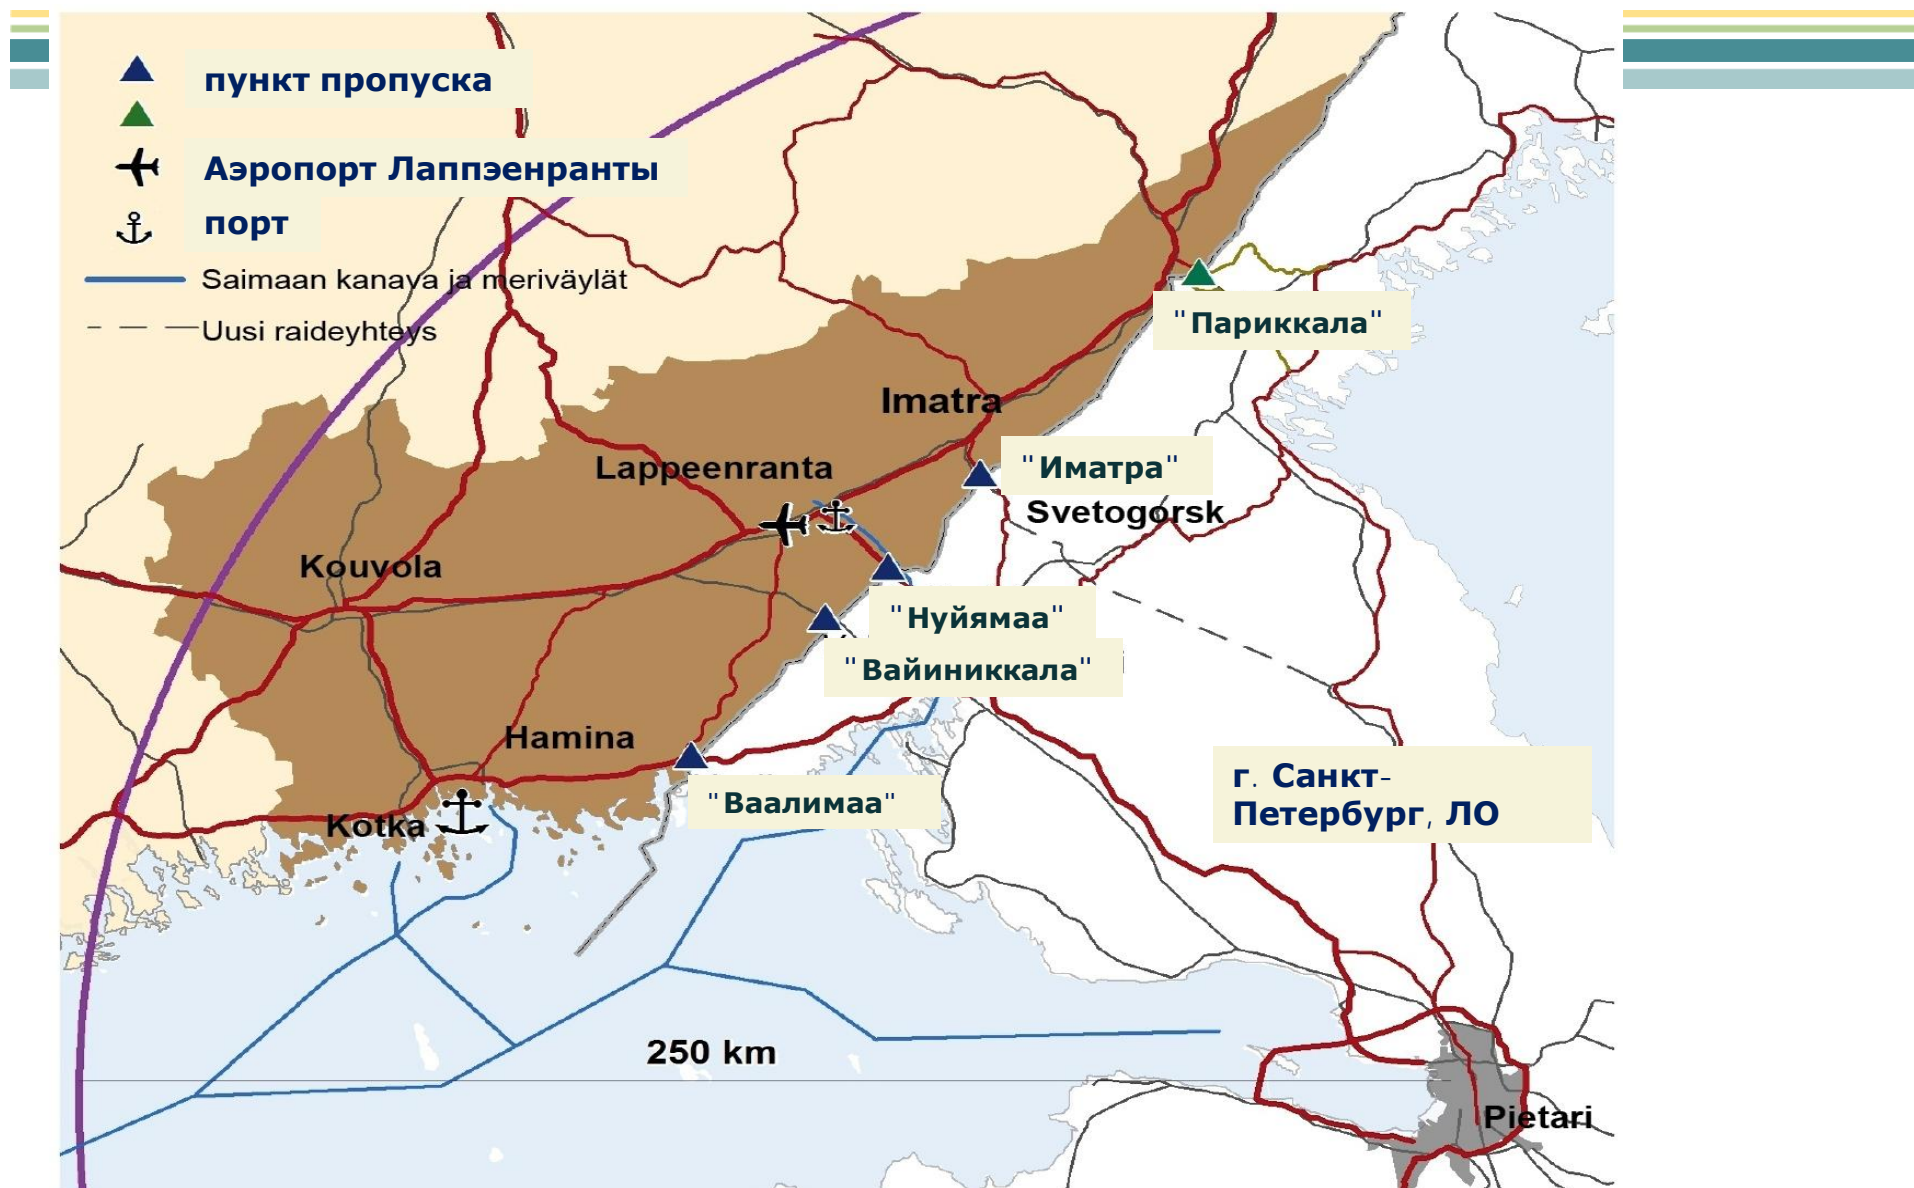 пункт пропуска
Аэропорт Лаппэенранты
порт
Saimaan kanava ja meriväylät
Uusi raideyhteys
"Париккала"
Imatra
"Иматра"
Lappeenranta
Svetogorsk
Kouvola
"Нуйямаа"
"Вайиниккала"
Hamina
"Ваалимаа"
г. Санкт-
Петербург, ЛО
Kotka
250 km
Pietari